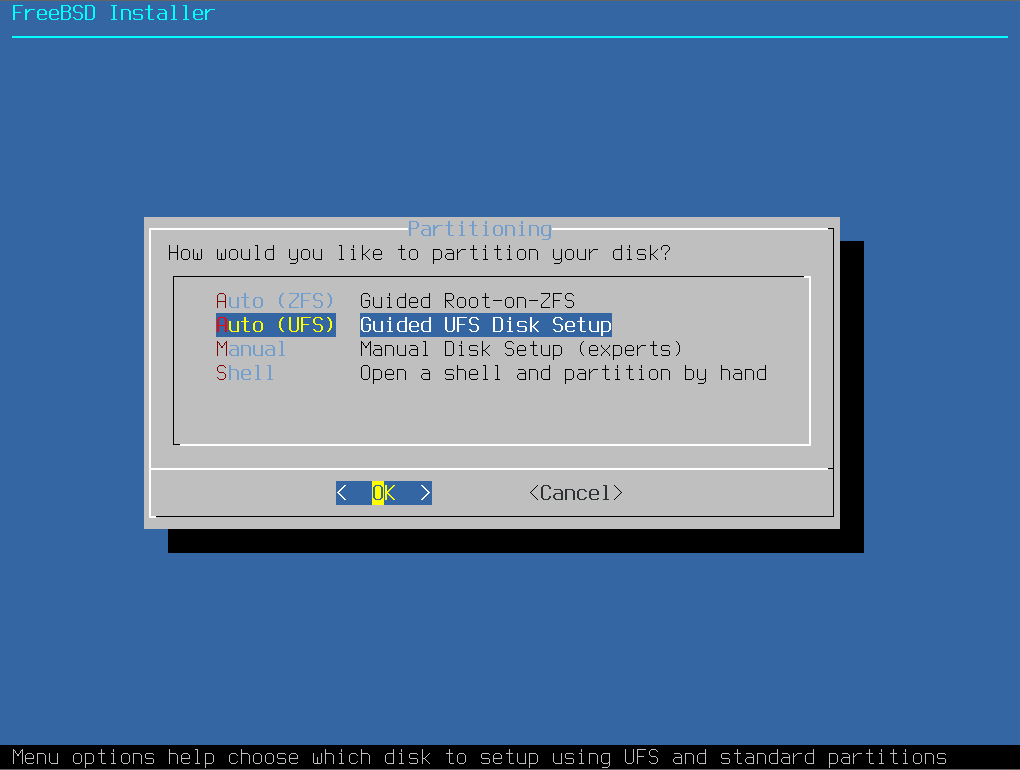 FreeBSD Installer
Partitioning
How would you like to partition your disk?
Auto (ZFS) Guided Root-on-ZFS
Auto (UFS) Guided UFS Disk Setup
Manual Manual Disk Setup (experts)
Shell Open a shell and partition by hand
< OK > <Cancel>
Menu options help choose which disk to setup using UFS and standard partitions